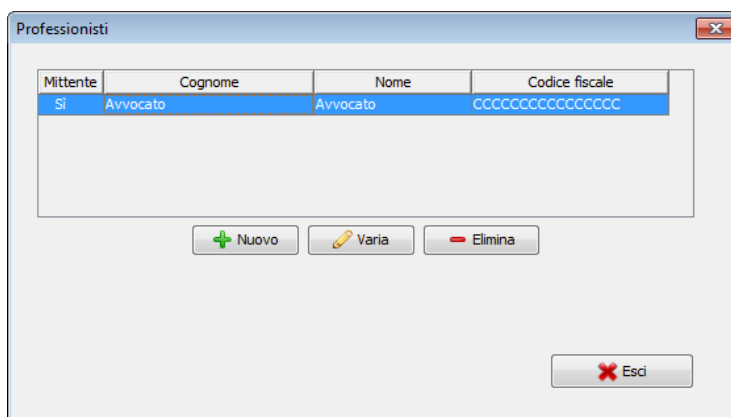 Professionisti
Mittente Cognome Nome Codice fiscale
Sì Avvocato Avvocato CCCCCCCCCCCCCCCC
Nuovo Varia Elimina
Esci